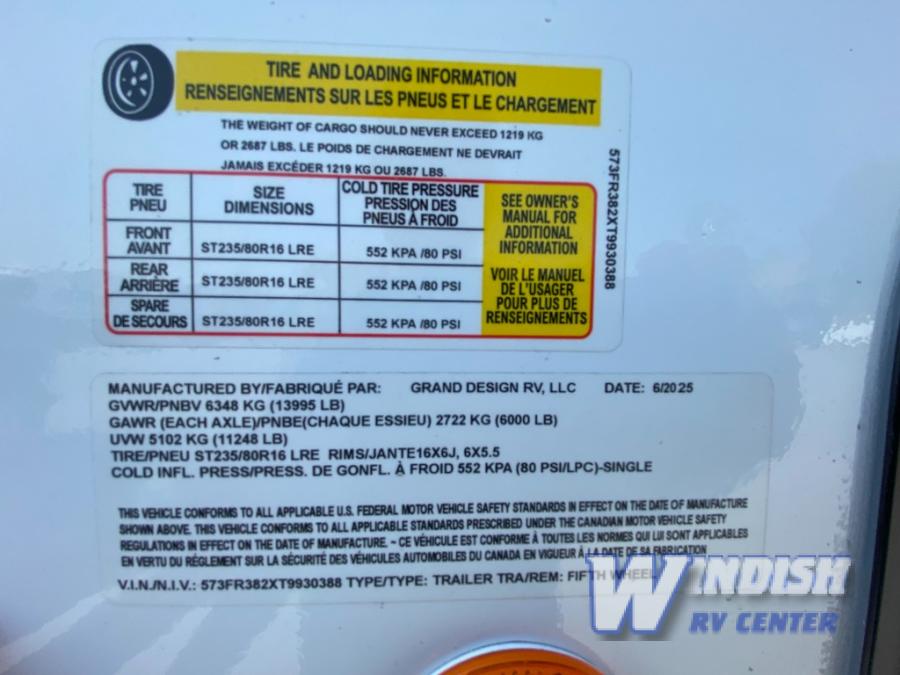 TIRE AND LOADING INFORMATION
RENSEIGNEMENTS SUR LES PNEUS ET LE CHARGEMENT
THE WEIGHT OF CARGO SHOULD NEVER EXCEED 1219 KG
OR 2687 LBS. LE POIDS DE CHARGEMENT NE DEVRAIT
JAMAIS EXCÉDER 1219 KG OU 2687 LBS.
TIRE
PNEU
SIZE
DIMENSIONS
COLD TIRE PRESSURE
PRESSION DES
PNEUS À FROID
FRONT
AVANT
ST235/80R16 LRE
552 KPA /80 PSI
REAR
ARRIÈRE
ST235/80R16 LRE
552 KPA /80 PSI
SPARE
DE SECOURS
ST235/80R16 LRE
552 KPA /80 PSI
SEE OWNER'S
MANUAL FOR
ADDITIONAL
INFORMATION
VOIR LE MANUEL
DE L'USAGER
POUR PLUS DE
RENSEIGNEMENTS
573FR382XT9930388
MANUFACTURED BY/FABRIQUÉ PAR: GRAND DESIGN RV, LLC DATE: 6/2025
GVWR/PNBV 6348 KG (13995 LB)
GAWR (EACH AXLE)/PNBE(CHAQUE ESSIEU) 2722 KG (6000 LB)
UVW 5102 KG (11248 LB)
TIRE/PNEU ST235/80R16 LRE RIMS/JANTE16X6J, 6X5.5
COLD INFL. PRESS/PRESS. DE GONFL. À FROID 552 KPA (80 PSI/LPC)-SINGLE
THIS VEHICLE CONFORMS TO ALL APPLICABLE U.S. FEDERAL MOTOR VEHICLE SAFETY STANDARDS IN EFFECT ON THE DATE OF MANUFACTURE
SHOWN ABOVE. THIS VEHICLE CONFORMS TO ALL APPLICABLE STANDARDS PRESCRIBED UNDER THE CANADIAN MOTOR VEHICLE SAFETY
REGULATIONS IN EFFECT ON THE DATE OF MANUFACTURE. ~ CE VÉHICULE EST CONFORME À TOUTES LES NORMES QUI LUI SONT APPLICABLES
EN VERTU DU RÈGLEMENT SUR LA SÉCURITÉ DES VÉHICULES AUTOMOBILES DU CANADA EN VIGUEUR À LA DATE DE SA FABRICATION
V.I.N./N.I.V.: 573FR382XT9930388 TYPE/TYPE: TRAILER TRA/REM: FIFTH WHEEL
WINDISH
RV CENTER